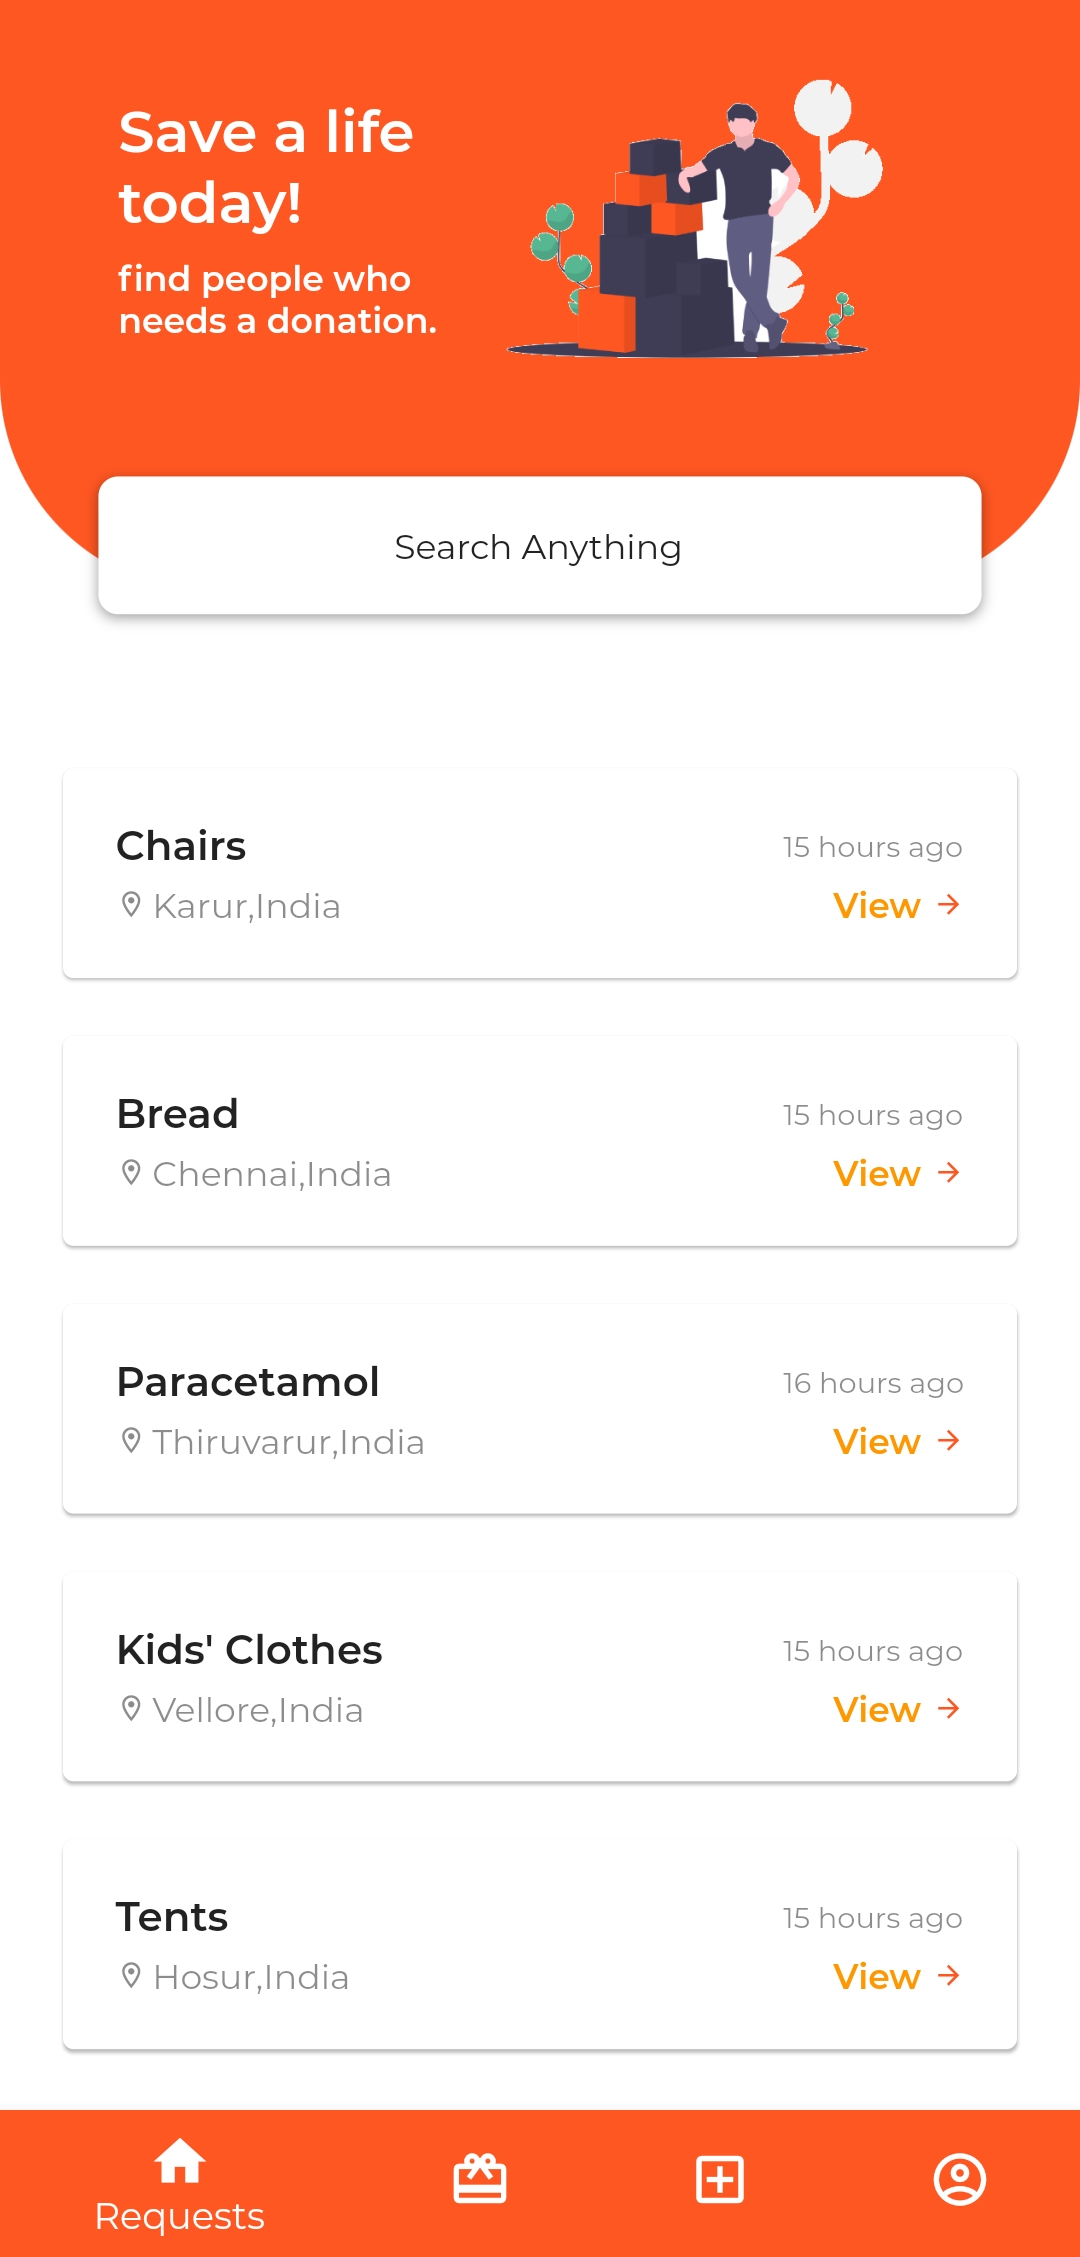 Save a life
today!
find people who
needs a donation.
Search Anything
Chairs
15 hours ago
Karur,India
View
Bread
15 hours ago
Chennai,India
View
Paracetamol
16 hours ago
Thiruvarur,India
View
Kids' Clothes
15 hours ago
Vellore,India
View
Tents
15 hours ago
Hosur,India
View
Requests